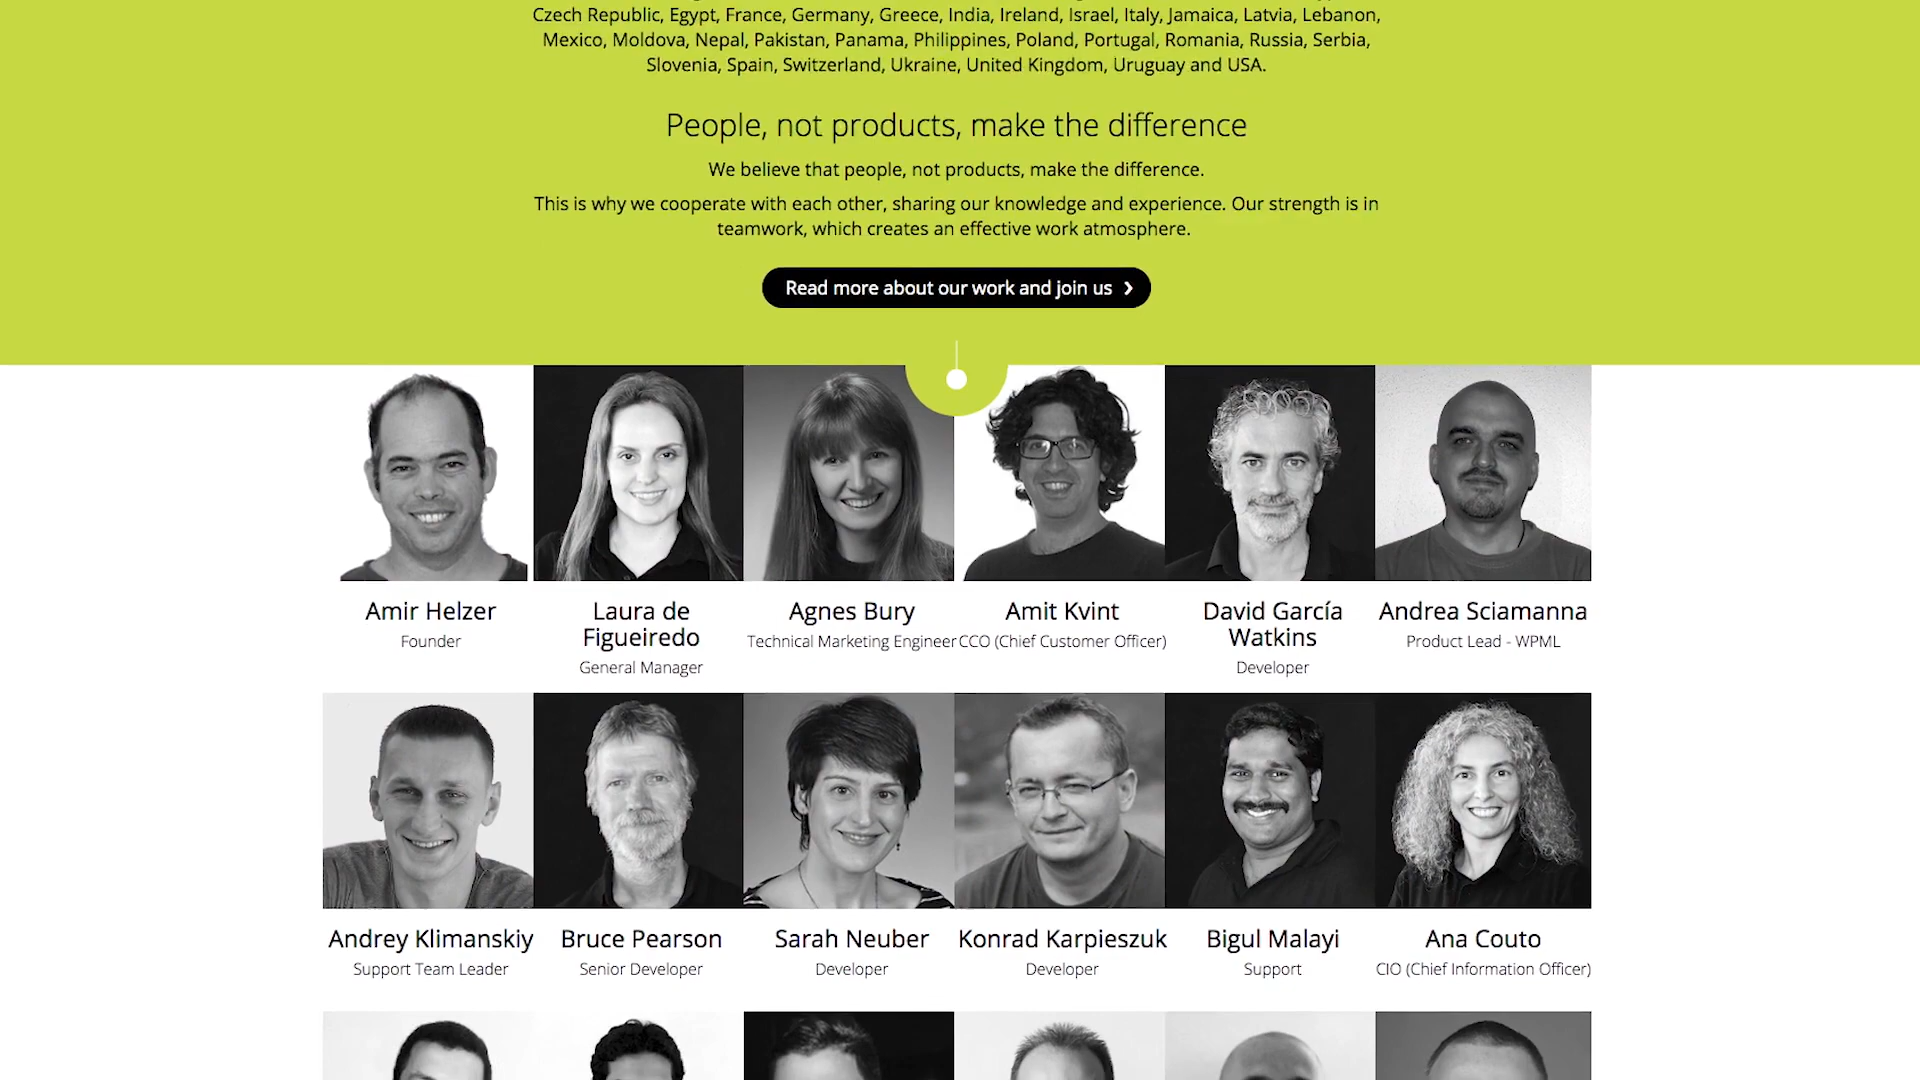 Czech Republic, Egypt, France, Germany, Greece, India, Ireland, Israel, Italy, Jamaica, Latvia, Lebanon,
Mexico, Moldova, Nepal, Pakistan, Panama, Philippines, Poland, Portugal, Romania, Russia, Serbia,
Slovenia, Spain, Switzerland, Ukraine, United Kingdom, Uruguay and USA.
People, not products, make the difference
We believe that people, not products, make the difference.
This is why we cooperate with each other, sharing our knowledge and experience. Our strength is in
teamwork, which creates an effective work atmosphere.
Read more about our work and join us ❯
Amir Helzer
Founder
Laura de
Figueiredo
General Manager
Agnes Bury
Technical Marketing Engineer
Amit Kvint
CCO (Chief Customer Officer)
David García
Watkins
Developer
Andrea Sciamanna
Product Lead - WPML
Andrey Klimanskiy
Support Team Leader
Bruce Pearson
Senior Developer
Sarah Neuber
Developer
Konrad Karpieszuk
Developer
Bigul Malayi
Support
Ana Couto
CIO (Chief Information Officer)